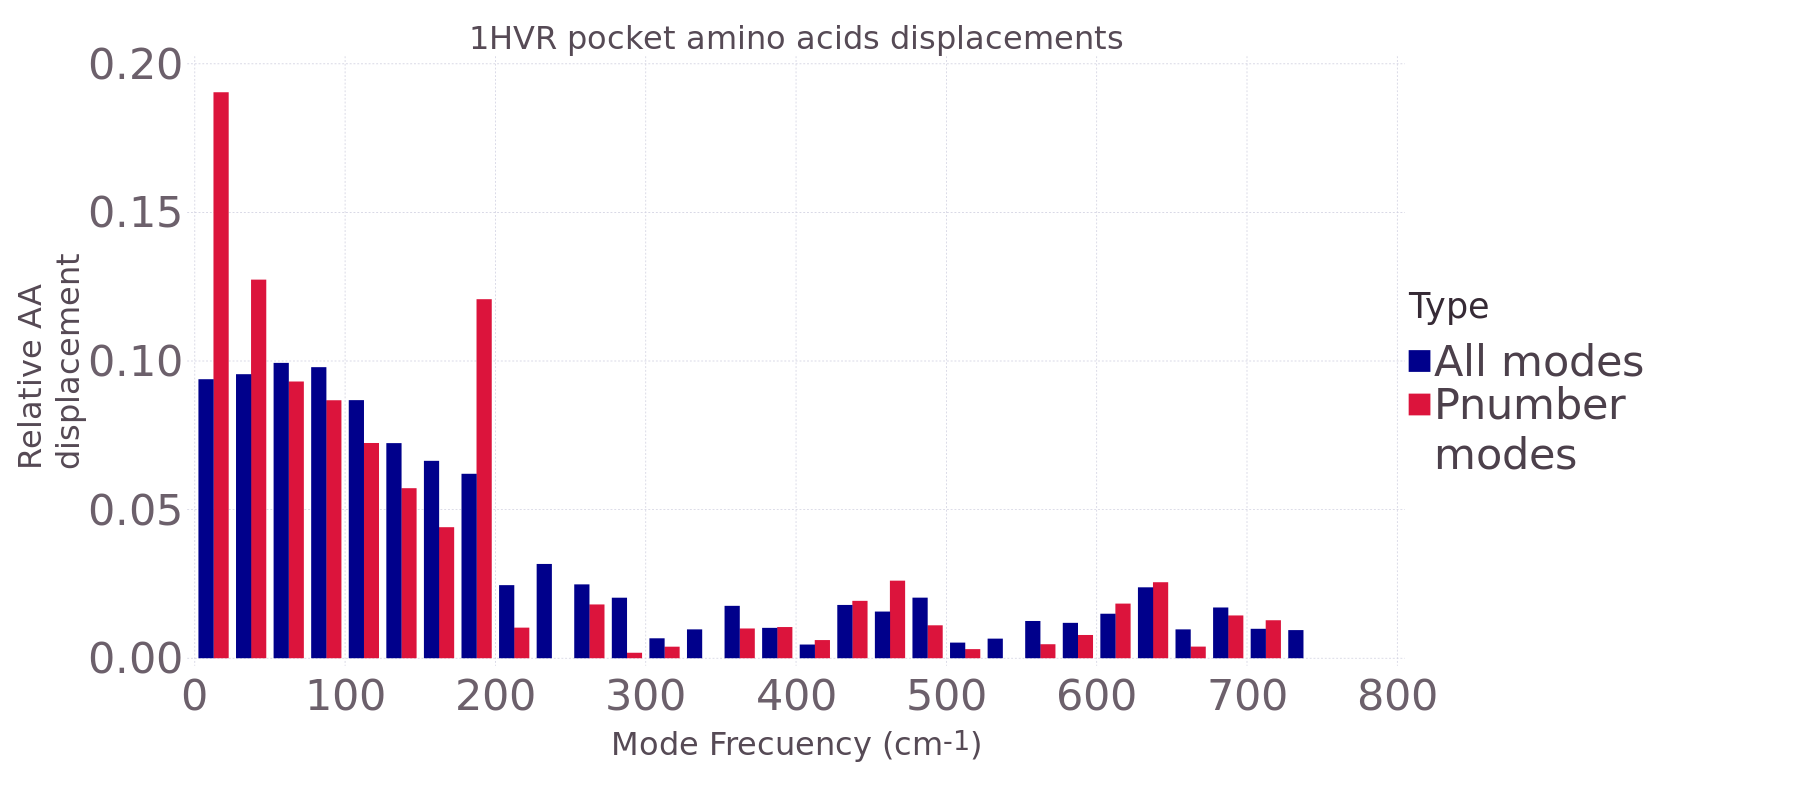 1HVR pocket amino acids displacements
0.20
0.15
0.10
0.05
0.00
Relative AA
displacement
0 100 200 300 400 500 600 700 800
Mode Frecuency (cm-1)
Type
All modes
Pnumber
modes